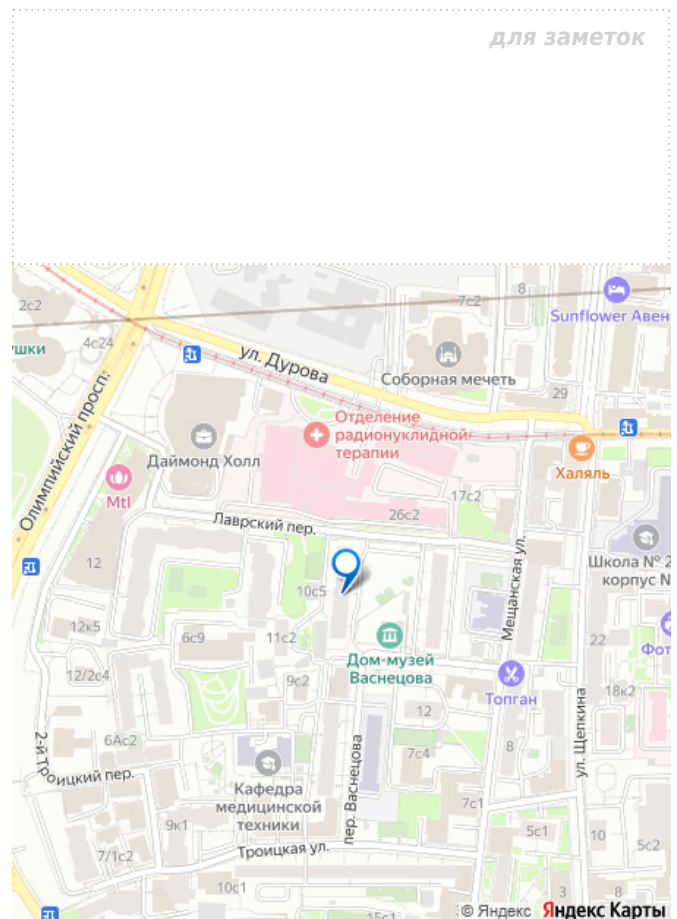 для заметок
2с2
7с2
8
Sunflower Авен
4с24
ушки
ул. Дурова
Соборная мечеть
Олимпийский просп.
29
Отделение
радионуклидной
терапии
Даймонд Холл
Халяль
Mtl
17с2
26с2
Лаврский пер.
Школа № 2
корпус N
12
10с5
Мещанская ул.
12к5
6с9
11с2
22
Фот
Дом-музей
Васнецова
12/2с4
9с2
Топган
18к2
12
ул. Щепкина
2-й Троицкий пер.
6Ас2
пер. Васнецова
7с4
8
Кафедра
медицинской
техники
7с1
9к1
5с1
10
5с2
7/1с2
Троицкая ул.
10с1
15с1
3
8
© Яндекс Яндекс Карты